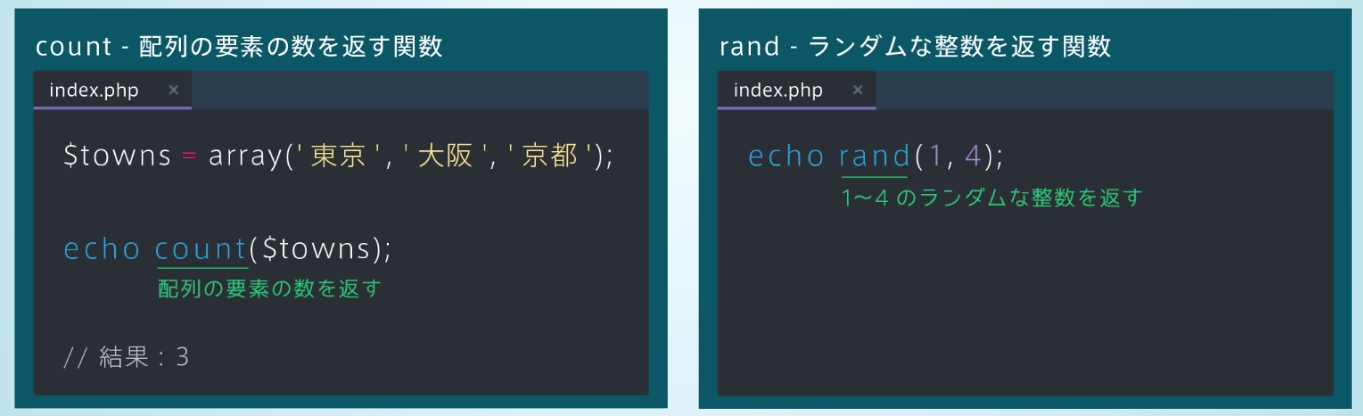 count - 配列の要素の数を返す関数
index.php ×
$towns = array('東京', '大阪', '京都');
echo count($towns);
配列の要素の数を返す
// 結果 : 3
rand - ランダムな整数を返す関数
index.php ×
echo rand(1, 4);
1〜4 のランダムな整数を返す